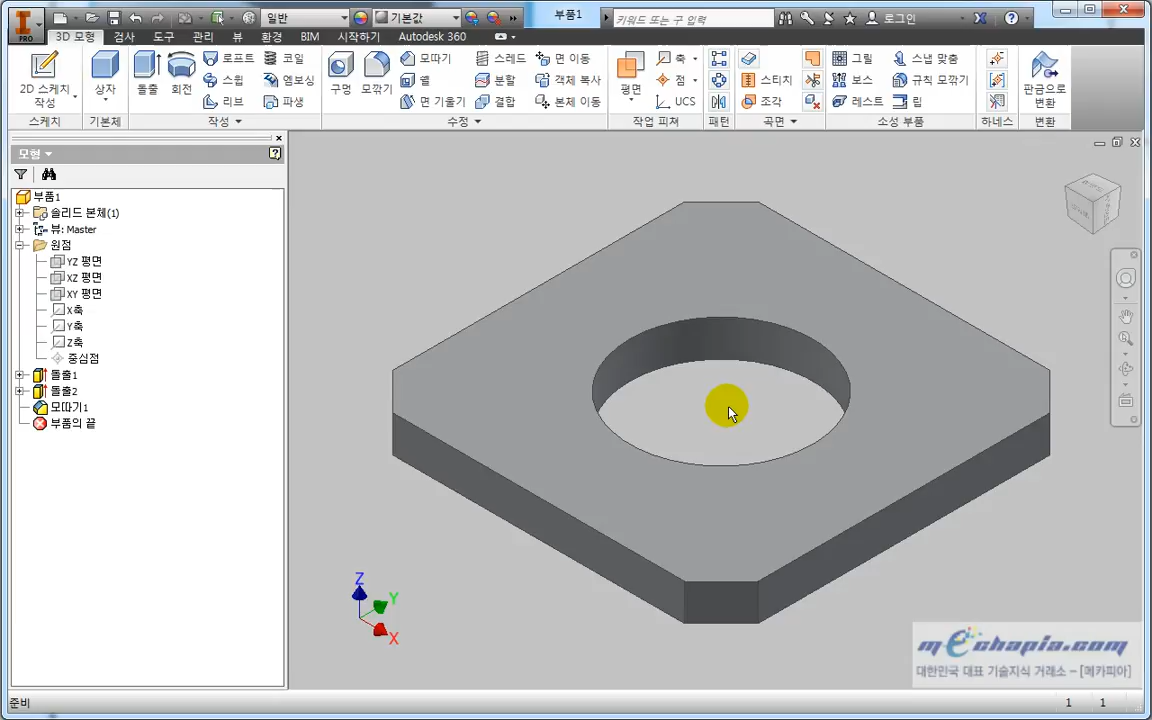 PRO
일반
기본값
부품1
키워드 또는 구 입력
로그인
3D 모형 검사 도구 관리 뷰 환경 BIM 시작하기 Autodesk 360
2D 스케치 작성
상자
돌출
회전
로프트
스윕
리브
코일
엠보싱
파생
구멍
모깎기
모따기
쉘
면 기울기
스레드
분할
결합
면 이동
객체 복사
본체 이동
평면
축
점
UCS
스티치
조각
그릴
보스
레스트
스냅 맞춤
규칙 모깎기
립
판금으로 변환
스케치 기본체 작성 수정 작업 피쳐 패턴 곡면 소성 부품 하네스 변환
모형
부품1
솔리드 본체(1)
뷰: Master
원점
YZ 평면
XZ 평면
XY 평면
X축
Y축
Z축
중심점
돌출1
돌출2
모따기1
부품의 끝
Z
Y
X
mechapia.com
대한민국 대표 기술지식 거래소 – [메카피아]
준비
1 1